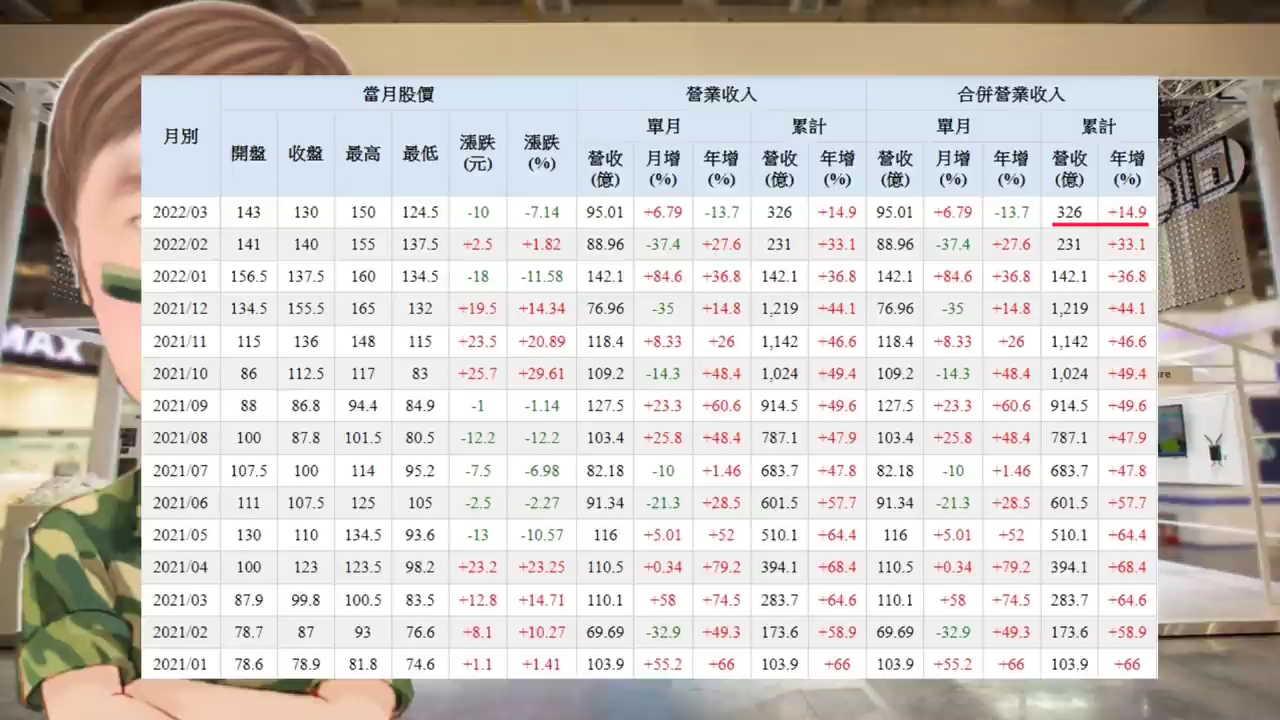 當月股價 營業收入 合併營業收入
單月 累計 單月 累計
月別 開盤 收盤 最高 最低 漲跌(元) 漲跌(%) 營收(億) 月增(%) 年增(%) 營收(億) 年增(%) 營收(億) 月增(%) 年增(%) 營收(億) 年增(%)
2022/03 143 130 150 124.5 -10 -7.14 95.01 +6.79 -13.7 326 +14.9 95.01 +6.79 -13.7 326 +14.9
2022/02 141 140 155 137.5 +2.5 +1.82 88.96 -37.4 +27.6 231 +33.1 88.96 -37.4 +27.6 231 +33.1
2022/01 156.5 137.5 160 134.5 -18 -11.58 142.1 +84.6 +36.8 142.1 +36.8 142.1 +84.6 +36.8 142.1 +36.8
2021/12 134.5 155.5 165 132 +19.5 +14.34 76.96 -35 +14.8 1,219 +44.1 76.96 -35 +14.8 1,219 +44.1
2021/11 115 136 148 115 +23.5 +20.89 118.4 +8.33 +26 1,142 +46.6 118.4 +8.33 +26 1,142 +46.6
2021/10 86 112.5 117 83 +25.7 +29.61 109.2 -14.3 +48.4 1,024 +49.4 109.2 -14.3 +48.4 1,024 +49.4
2021/09 88 86.8 94.4 84.9 -1 -1.14 127.5 +23.3 +60.6 914.5 +49.6 127.5 +23.3 +60.6 914.5 +49.6
2021/08 100 87.8 101.5 80.5 -12.2 -12.2 103.4 +25.8 +48.4 787.1 +47.9 103.4 +25.8 +48.4 787.1 +47.9
2021/07 107.5 100 114 95.2 -7.5 -6.98 82.18 -10 +1.46 683.7 +47.8 82.18 -10 +1.46 683.7 +47.8
2021/06 111 107.5 125 105 -2.5 -2.27 91.34 -21.3 +28.5 601.5 +57.7 91.34 -21.3 +28.5 601.5 +57.7
2021/05 130 110 134.5 93.6 -13 -10.57 116 +5.01 +52 510.1 +64.4 116 +5.01 +52 510.1 +64.4
2021/04 100 123 123.5 98.2 +23.2 +23.25 110.5 +0.34 +79.2 394.1 +68.4 110.5 +0.34 +79.2 394.1 +68.4
2021/03 87.9 99.8 100.5 83.5 +12.8 +14.71 110.1 +58 +74.5 283.7 +64.6 110.1 +58 +74.5 283.7 +64.6
2021/02 78.7 87 93 76.6 +8.1 +10.27 69.69 -32.9 +49.3 173.6 +58.9 69.69 -32.9 +49.3 173.6 +58.9
2021/01 78.6 78.9 81.8 74.6 +1.1 +1.41 103.9 +55.2 +66 103.9 +66 103.9 +55.2 +66 103.9 +66
MAX